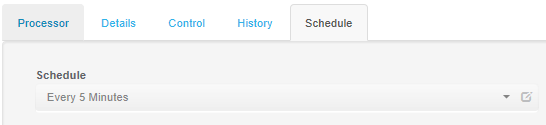 Processor Details Control History Schedule
Schedule
Every 5 Minutes